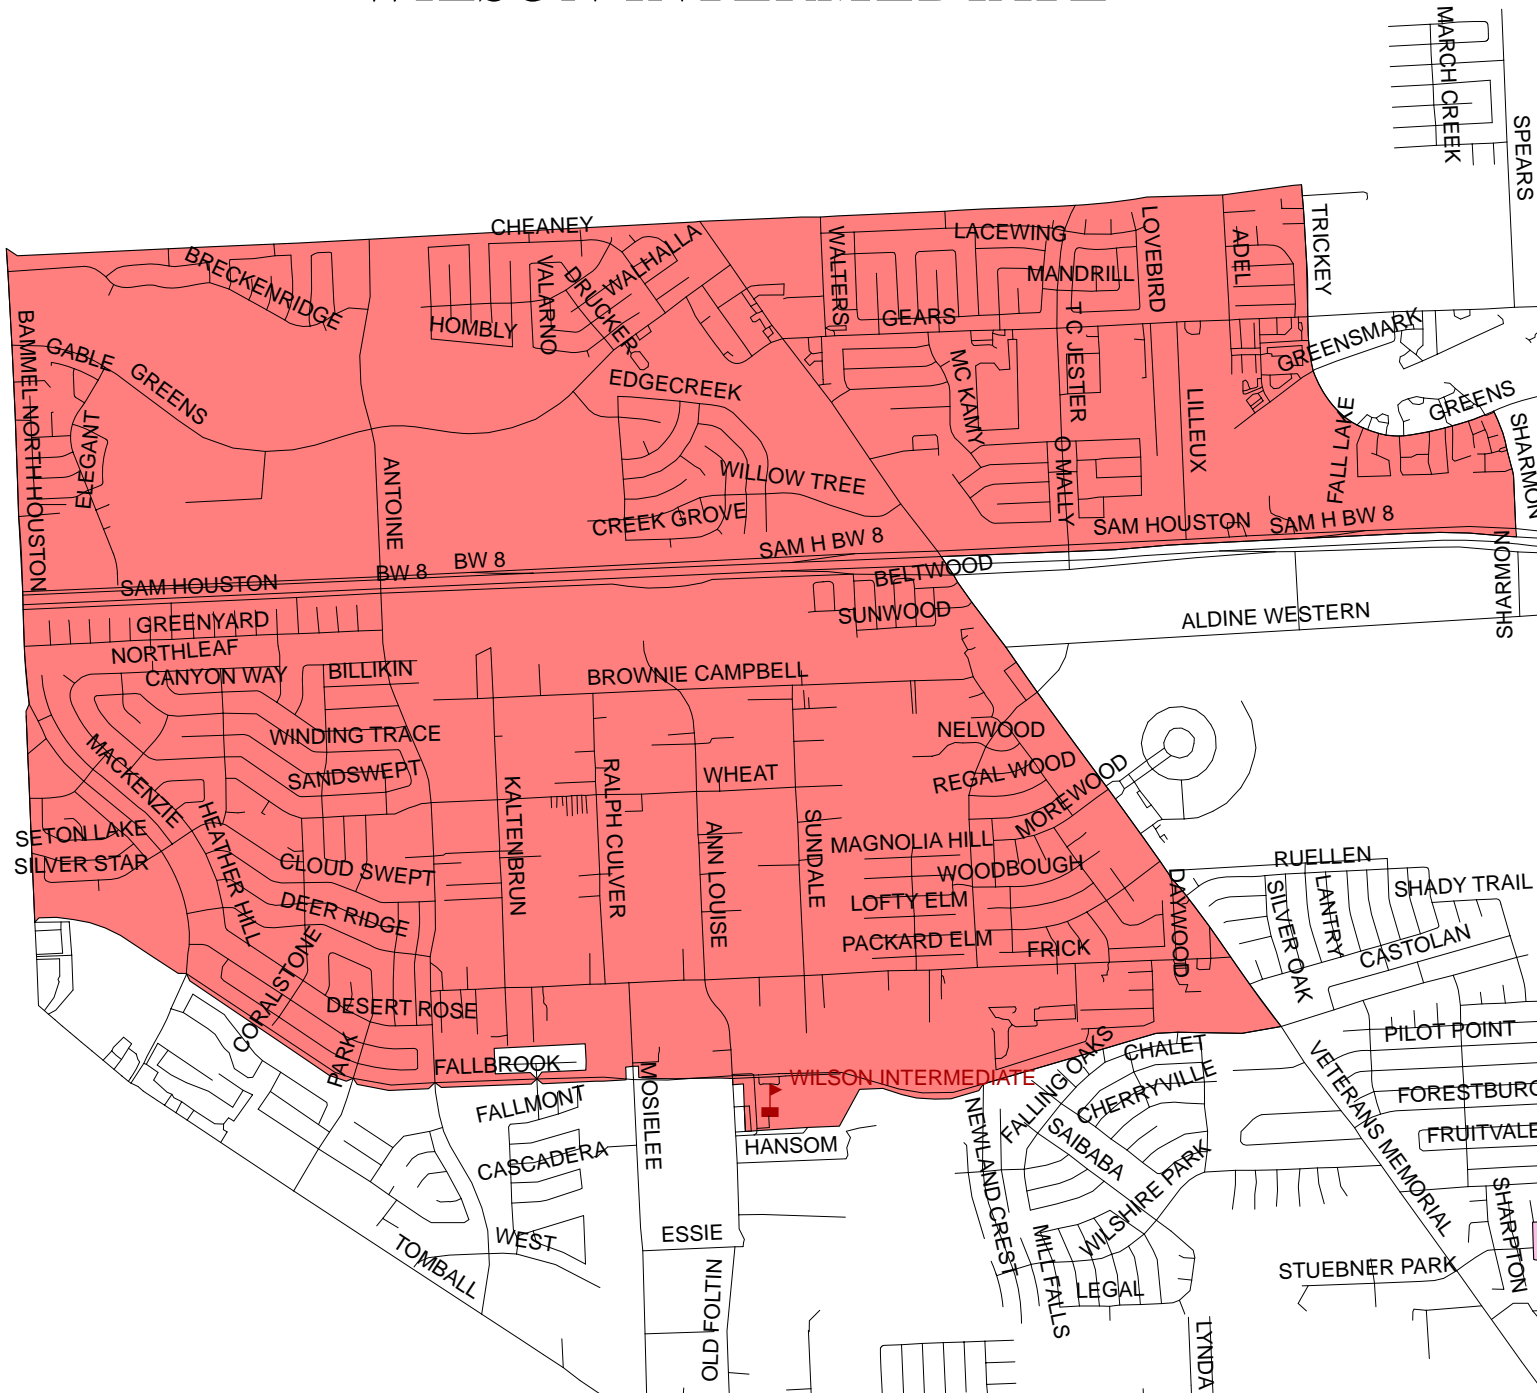 MARCH CREEK
SPEARS
CHEANEY
WALHALLA
BRECKENRIDGE
VALARNO
DRUCKER
HOMBLY
WALTERS
LACEWING
MANDRILL
LOVEBIRD
ADEL
TRICKEY
GEARS
T C JESTER
GREENSMARK
BAMMEL NORTH HOUSTON
GABLE
GREENS
ELEGANT
EDGECREEK
MC KAMY
LILLEUX
FALL LAKE
GREENS
SHARMON
ANTOINE
WILLOW TREE
CREEK GROVE
O MALLY
SAM HOUSTON
SAM H BW 8
SAM H BW 8
BW 8
BW 8
SAM HOUSTON
BELTWOOD
SUNWOOD
ALDINE WESTERN
SHARMON
GREENYARD
NORTHLEAF
CANYON WAY
BILLIKIN
BROWNIE CAMPBELL
WINDING TRACE
NELWOOD
MACKENZIE
SANDSWEPT
WHEAT
REGAL WOOD
MOREWOOD
KALTENBRUN
RALPH CULVER
SUNDALE
ANN LOUISE
SETON LAKE
SILVER STAR
HEATHER HILL
CLOUD SWEPT
MAGNOLIA HILL
WOODBOUGH
DEER RIDGE
LOFTY ELM
PACKARD ELM
FRICK
DAYWOOD
RUELLEN
SILVER OAK
LANTRY
SHADY TRAIL
CASTOLAN
CORALSTONE
DESERT ROSE
PARK
FALLBROOK
MOSIELEE
WILSON INTERMEDIATE
FALLING OAKS
CHALET
CHERRYVILLE
PILOT POINT
VETERANS MEMORIAL
FORESTBURG
FRUITVALE
FALLMONT
CASCADERA
HANSOM
NEWLAND CREST
SAIBABA
WILSHIRE PARK
MILL FALLS
LEGAL
WEST
TOMBALL
ESSIE
OLD FOLTIN
STUEBNER PARK
SHARPTON
LYNDA